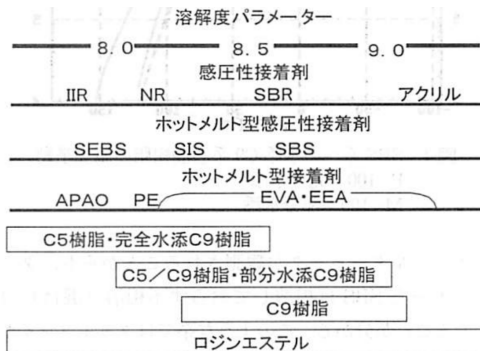 溶解度パラメーター
8.0 8.5 9.0
感圧性接着剤
IIR NR SBR アクリル
ホットメルト型感圧性接着剤
SEBS SIS SBS
ホットメルト型接着剤
APAO PE EVA・EEA
C5樹脂・完全水添C9樹脂
C5／C9樹脂・部分水添C9樹脂
C9樹脂
ロジンエステル